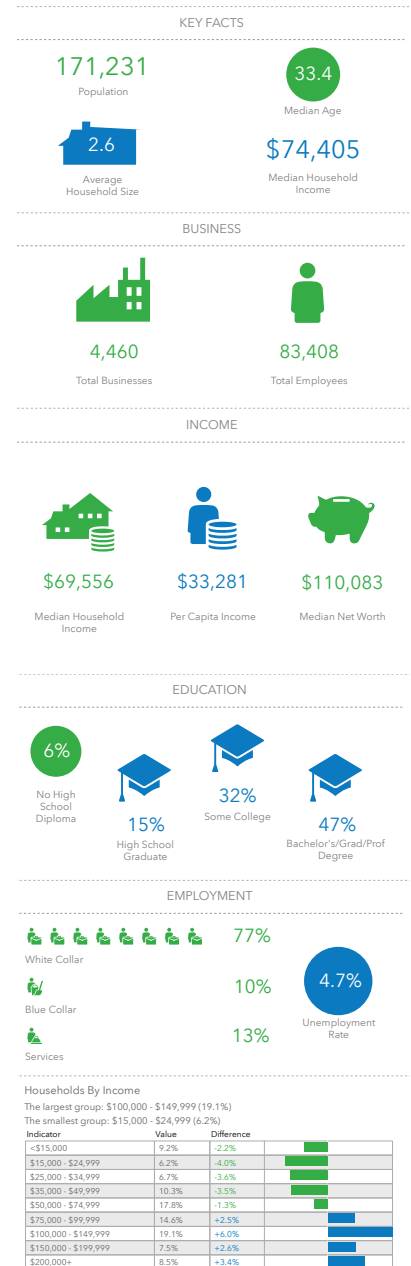 KEY FACTS
171,231
Population
33.4
Median Age
2.6
Average
Household Size
$74,405
Median Household
Income
BUSINESS
4,460
Total Businesses
83,408
Total Employees
INCOME
$69,556
Median Household
Income
$33,281
Per Capita Income
$110,083
Median Net Worth
EDUCATION
6%
No High
School
Diploma
15%
High School
Graduate
32%
Some College
47%
Bachelor's/Grad/Prof
Degree
EMPLOYMENT
77%
White Collar
10%
Blue Collar
13%
Services
4.7%
Unemployment
Rate
Households By Income
The largest group: $100,000 - $149,999 (19.1%)
The smallest group: $15,000 - $24,999 (6.2%)
Indicator Value Difference
<$15,000 9.2% -2.2%
$15,000 - $24,999 6.2% -4.0%
$25,000 - $34,999 6.7% -3.6%
$35,000 - $49,999 10.3% -3.5%
$50,000 - $74,999 17.8% -1.3%
$75,000 - $99,999 14.6% +2.5%
$100,000 - $149,999 19.1% +6.0%
$150,000 - $199,999 7.5% +2.6%
$200,000+ 8.5% +3.4%